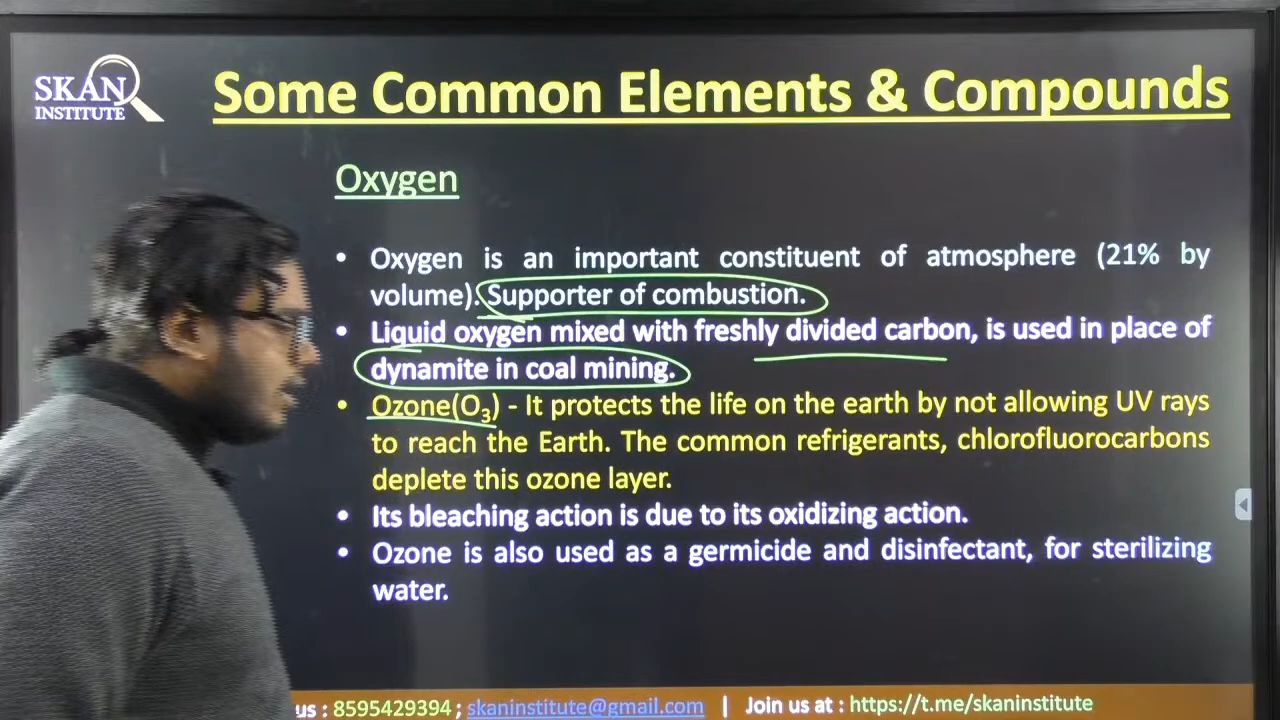 SKAN
INSTITUTE
Some Common Elements & Compounds
Oxygen
• Oxygen is an important constituent of atmosphere (21% by
volume). Supporter of combustion.
• Liquid oxygen mixed with freshly divided carbon, is used in place of
dynamite in coal mining.
• Ozone(O₃) - It protects the life on the earth by not allowing UV rays
to reach the Earth. The common refrigerants, chlorofluorocarbons
deplete this ozone layer.
• Its bleaching action is due to its oxidizing action.
• Ozone is also used as a germicide and disinfectant, for sterilizing
water.
us : 8595429394 ; skaninstitute@gmail.com | Join us at : https://t.me/skaninstitute